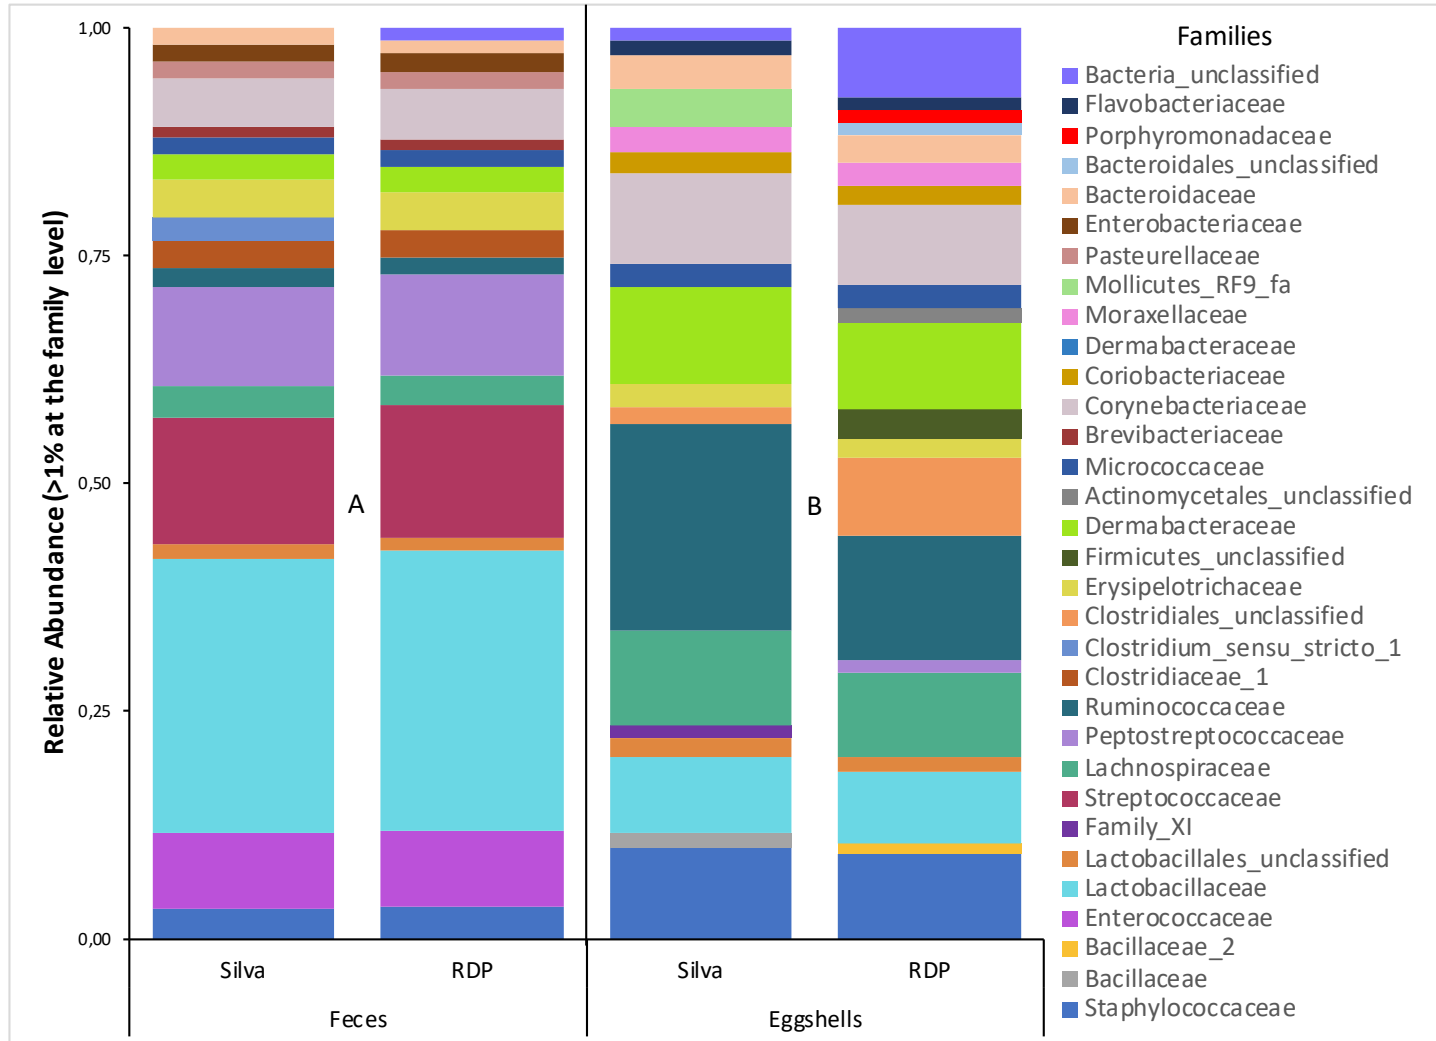 Relative Abundance (>1% at the family level)
1,00
0,75
0,50
0,25
0,00
A
B
Silva
RDP
Silva
RDP
Feces
Eggshells
Families
Bacteria_unclassified
Flavobacteriaceae
Porphyromonadaceae
Bacteroidales_unclassified
Bacteroidaceae
Enterobacteriaceae
Pasteurellaceae
Mollicutes_RF9_fa
Moraxellaceae
Dermabacteraceae
Coriobacteriaceae
Corynebacteriaceae
Brevibacteriaceae
Micrococcaceae
Actinomycetales_unclassified
Dermabacteraceae
Firmicutes_unclassified
Erysipelotrichaceae
Clostridiales_unclassified
Clostridium_sensu_stricto_1
Clostridiaceae_1
Ruminococcaceae
Peptostreptococcaceae
Lachnospiraceae
Streptococcaceae
Family_XI
Lactobacillales_unclassified
Lactobacillaceae
Enterococcaceae
Bacillaceae_2
Bacillaceae
Staphylococcaceae